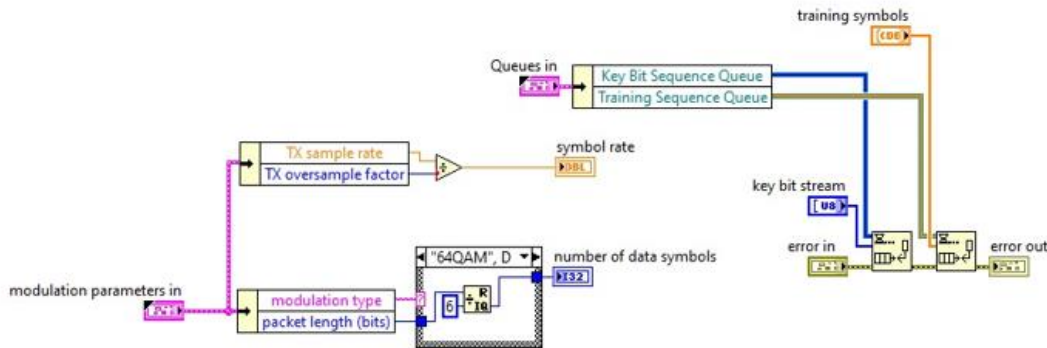 training symbols
[CDB]
Queues in
Key Bit Sequence Queue
Training Sequence Queue
TX sample rate
TX oversample factor
symbol rate
DBL
key bit stream
[U8]
error in
error out
"64QAM", D
number of data symbols
I32
modulation parameters in
modulation type
packet length (bits)
?
6
R
IQ